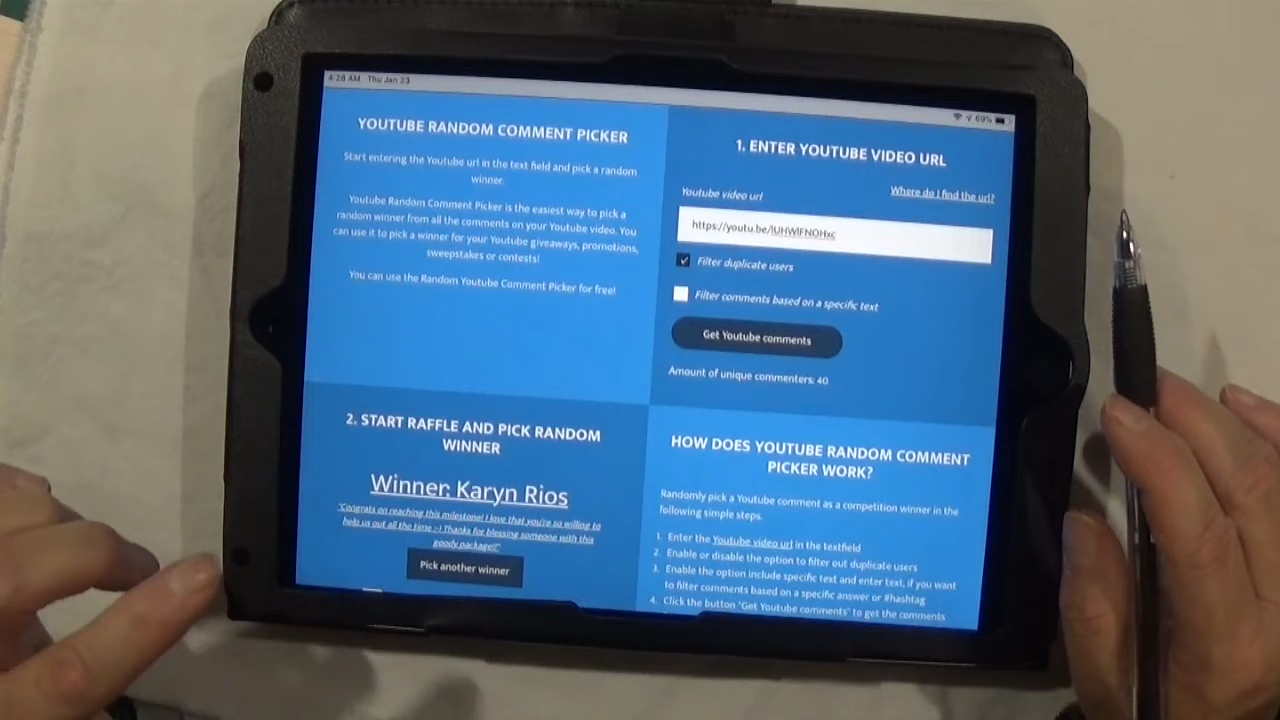 4:28 AM Thu Jan 23
69%
YOUTUBE RANDOM COMMENT PICKER
Start entering the Youtube url in the text field and pick a random
winner.
Youtube Random Comment Picker is the easiest way to pick a
random winner from all the comments on your Youtube video. You
can use it to pick a winner for your Youtube giveaways, promotions,
sweepstakes or contests!
You can use the Random Youtube Comment Picker for free!
1. ENTER YOUTUBE VIDEO URL
Where do I find the url?
Youtube video url
Filter duplicate users
Filter comments based on a specific text
Get Youtube comments
Amount of unique commenters: 40
2. START RAFFLE AND PICK RANDOM
WINNER
Winner: Karyn Rios
"Congrats on reaching this milestone! I love that you're so willing to
help us out all the time :-) Thanks for blessing someone with this
goody package!!"
Pick another winner
HOW DOES YOUTUBE RANDOM COMMENT
PICKER WORK?
Randomly pick a Youtube comment as a competition winner in the
following simple steps.
1. Enter the Youtube video url in the textfield
2. Enable or disable the option to filter out duplicate users
3. Enable the option include specific text and enter text, if you want
to filter comments based on a specific answer or #hashtag
4. Click the button "Get Youtube comments" to get the comments